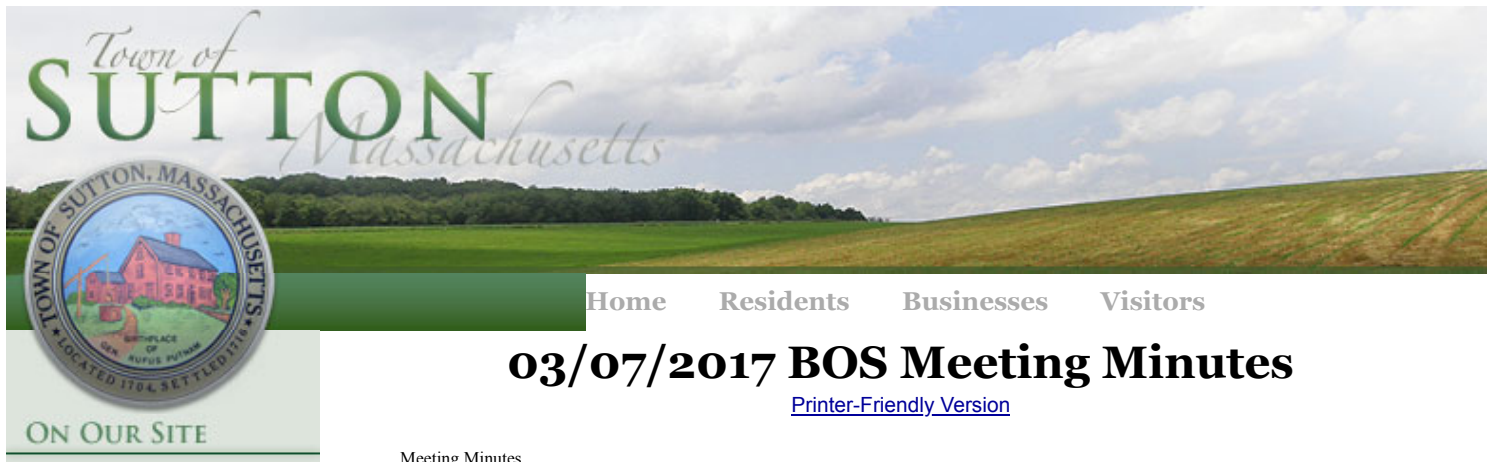 Town of
SUTTON
Massachusetts
TOWN OF SUTTON, MASSACHUSETTS
LOCATED 1704, SETTLED 1716
BIRTHPLACE
OF
GEN. RUFUS PUTNAM
Home Residents Businesses Visitors
03/07/2017 BOS Meeting Minutes
Printer-Friendly Version
ON OUR SITE
Meeting Minutes